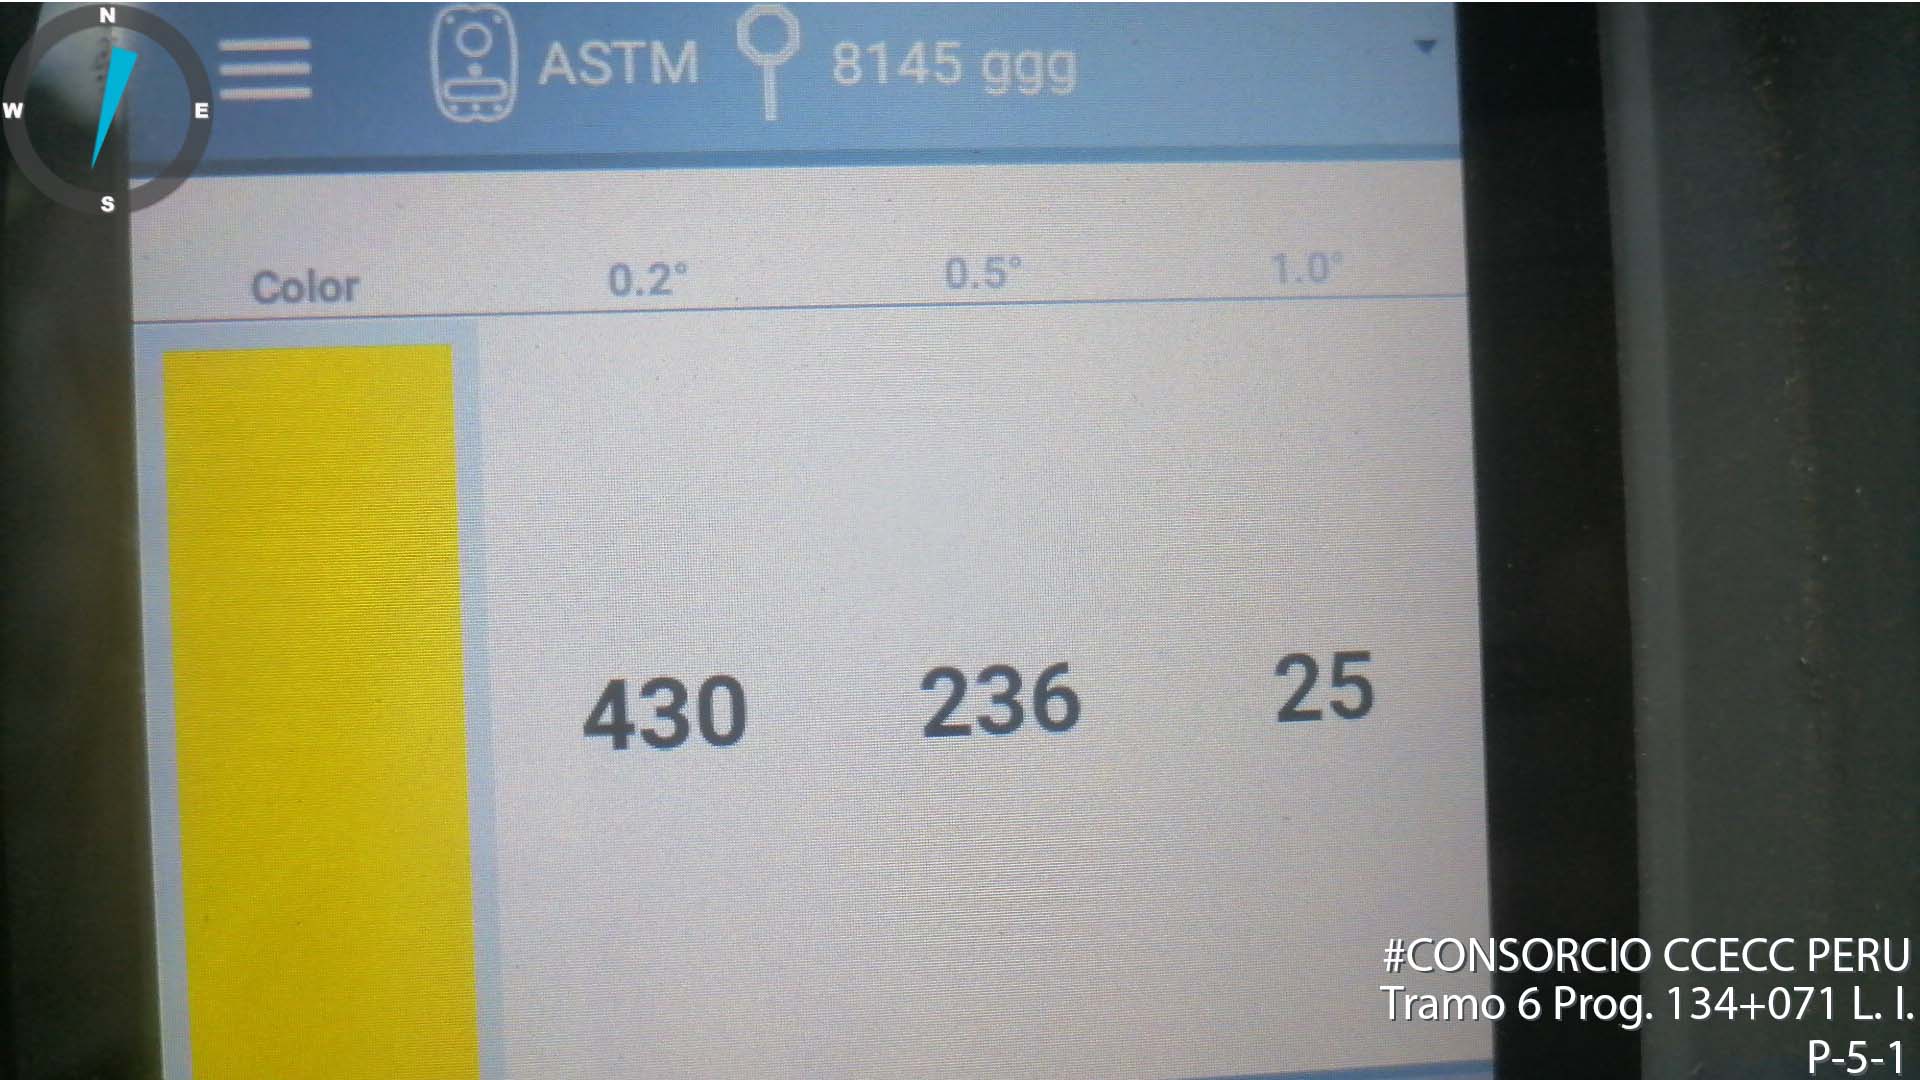 N
W
E
S
ASTM 8145 ggg
Color 0.2° 0.5° 1.0°
430 236 25
#CONSORCIO CCECC PERU
Tramo 6 Prog. 134+071 L. I.
P-5-1